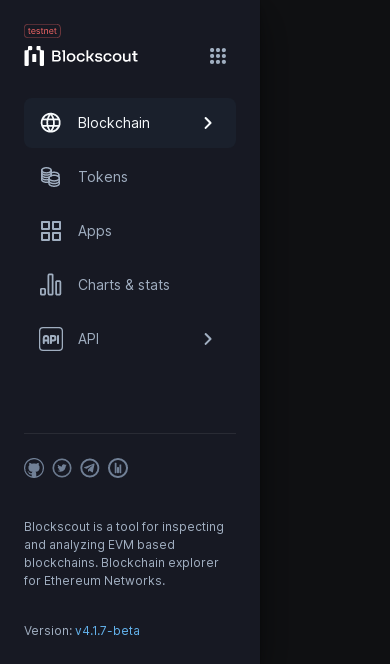 testnet
Blockscout
Blockchain
Tokens
Apps
Charts & stats
API
API
Blockscout is a tool for inspecting
and analyzing EVM based
blockchains. Blockchain explorer
for Ethereum Networks.
Version: v4.1.7-beta